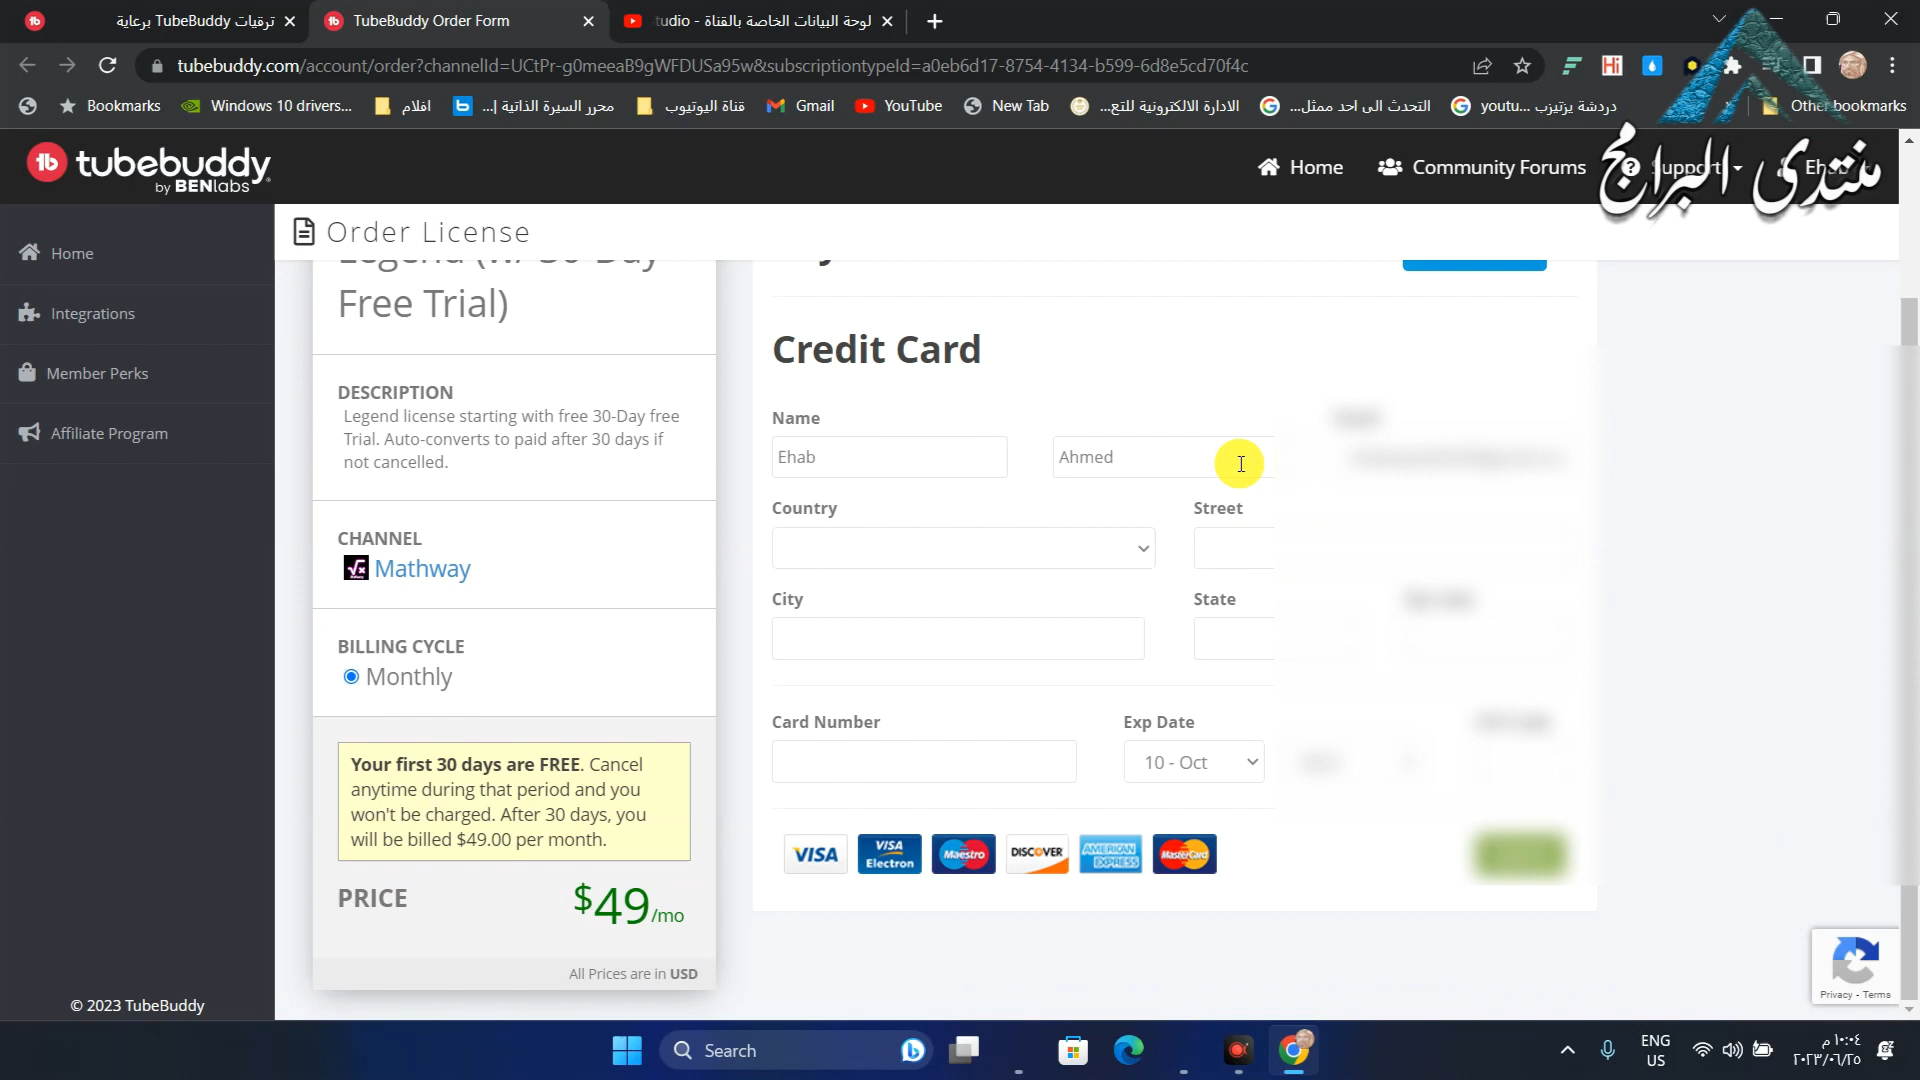 ترقيات TubeBuddy برعاية
TubeBuddy Order Form
لوحة البيانات الخاصة بالقناة - tudio
tubebuddy.com/account/order?channelId=UCtPr-g0meeaB9gWFDUSa95w&subscriptiontypeId=a0eb6d17-8754-4134-b599-6d8e5cd70f4c
Bookmarks
Windows 10 drivers...
افلام
محرر السيرة الذاتية |...
قناة اليوتيوب
Gmail
YouTube
New Tab
الادارة الالكترونية للتع...
التحدث الى احد ممثل...
دردشة يزتيزب ...youtu
Other bookmarks
tubebuddy
by BENlabs
Home
Community Forums
Support
Ehab
منتدى البرامج
Home
Integrations
Member Perks
Affiliate Program
© 2023 TubeBuddy
Order License
Legend (w/ 30-Day
Free Trial)
DESCRIPTION
Legend license starting with free 30-Day free
Trial. Auto-converts to paid after 30 days if
not cancelled.
CHANNEL
Mathway
BILLING CYCLE
Monthly
Your first 30 days are FREE. Cancel
anytime during that period and you
won't be charged. After 30 days, you
will be billed $49.00 per month.
PRICE
$49/mo
All Prices are in USD
Credit Card
Name
Ehab
Ahmed
Country
Street
City
State
Card Number
Exp Date
10 - Oct
VISA
VISA Electron
Maestro
DISCOVER
AMERICAN EXPRESS
MasterCard
Privacy - Terms
Search
ENG
US
١٠:٠٤ م
٢٠٢٣/٠٦/٢٥